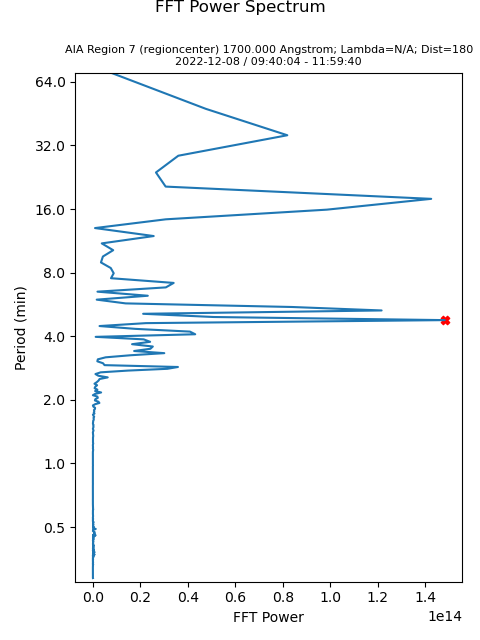 FFT Power Spectrum
AIA Region 7 (regioncenter) 1700.000 Angstrom; Lambda=N/A; Dist=180
2022-12-08 / 09:40:04 - 11:59:40
64.0
32.0
16.0
8.0
4.0
2.0
1.0
0.5
Period (min)
0.0 0.2 0.4 0.6 0.8 1.0 1.2 1.4
1e14
FFT Power